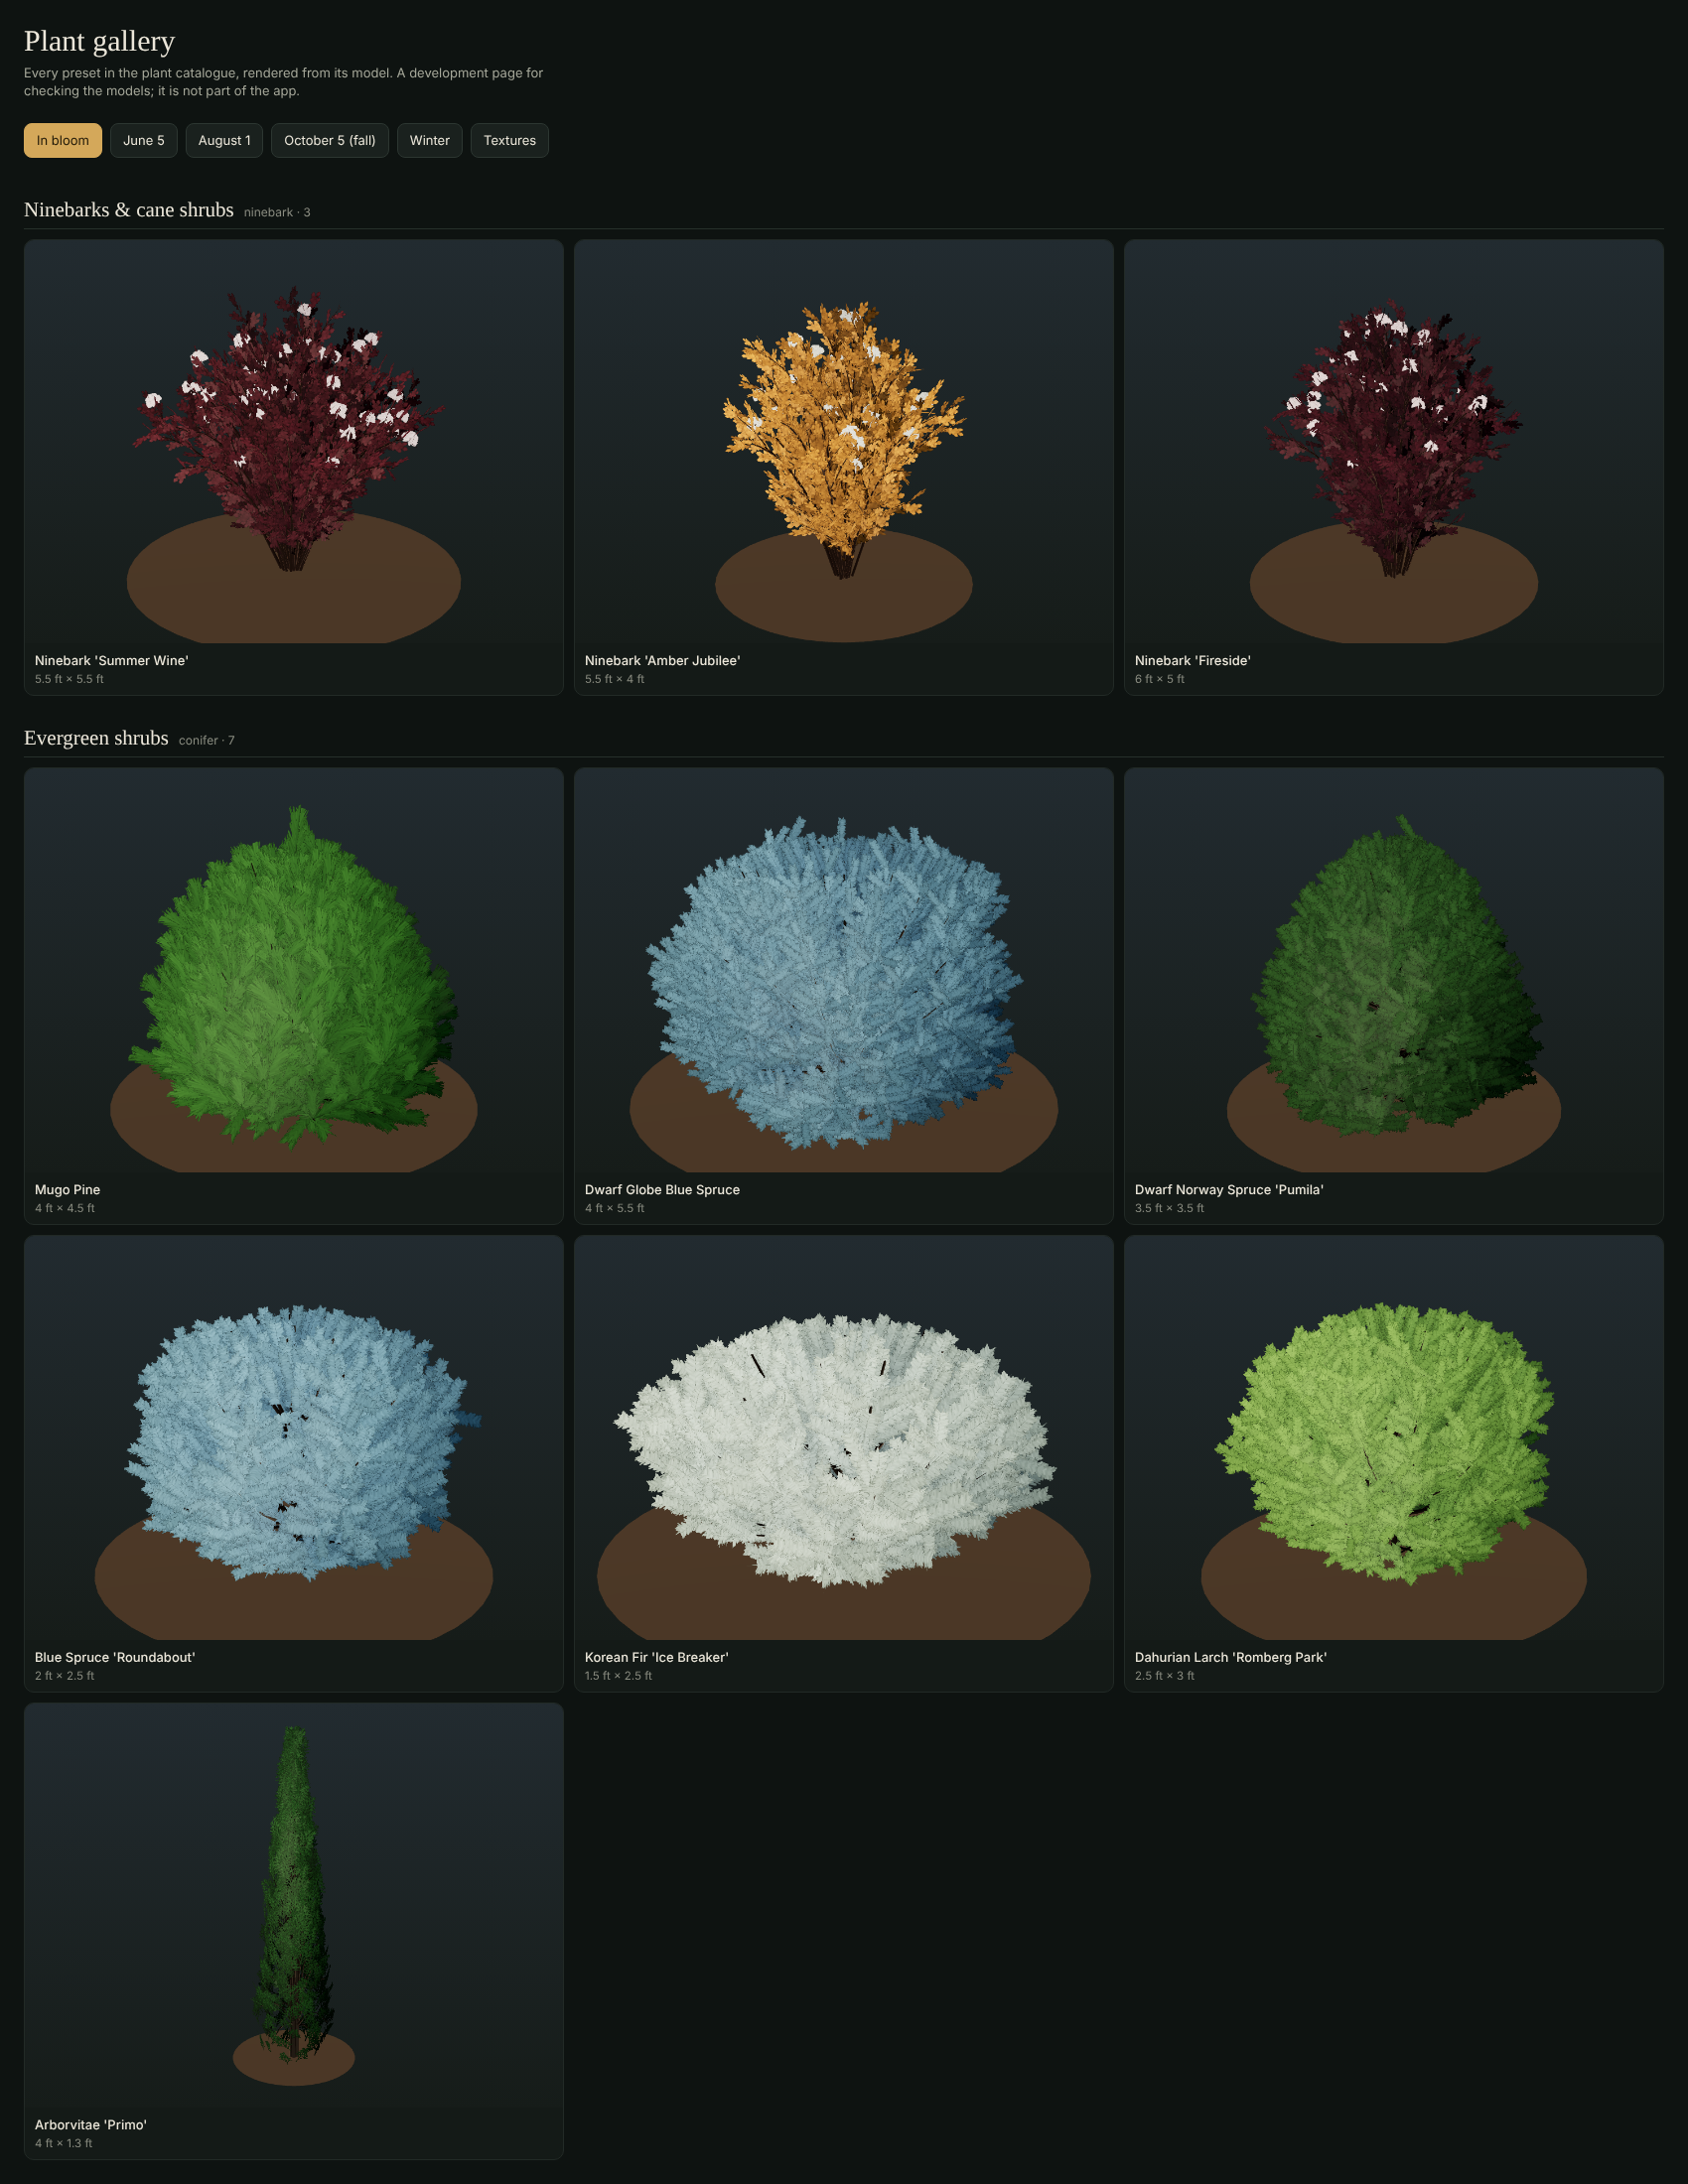 Plant gallery
Every preset in the plant catalogue, rendered from its model. A development page for
checking the models; it is not part of the app.
In bloom
June 5
August 1
October 5 (fall)
Winter
Textures
Ninebarks & cane shrubs ninebark · 3
Ninebark 'Summer Wine'
5.5 ft × 5.5 ft
Ninebark 'Amber Jubilee'
5.5 ft × 4 ft
Ninebark 'Fireside'
6 ft × 5 ft
Evergreen shrubs conifer · 7
Mugo Pine
4 ft × 4.5 ft
Dwarf Globe Blue Spruce
4 ft × 5.5 ft
Dwarf Norway Spruce 'Pumila'
3.5 ft × 3.5 ft
Blue Spruce 'Roundabout'
2 ft × 2.5 ft
Korean Fir 'Ice Breaker'
1.5 ft × 2.5 ft
Dahurian Larch 'Romberg Park'
2.5 ft × 3 ft
Arborvitae 'Primo'
4 ft × 1.3 ft